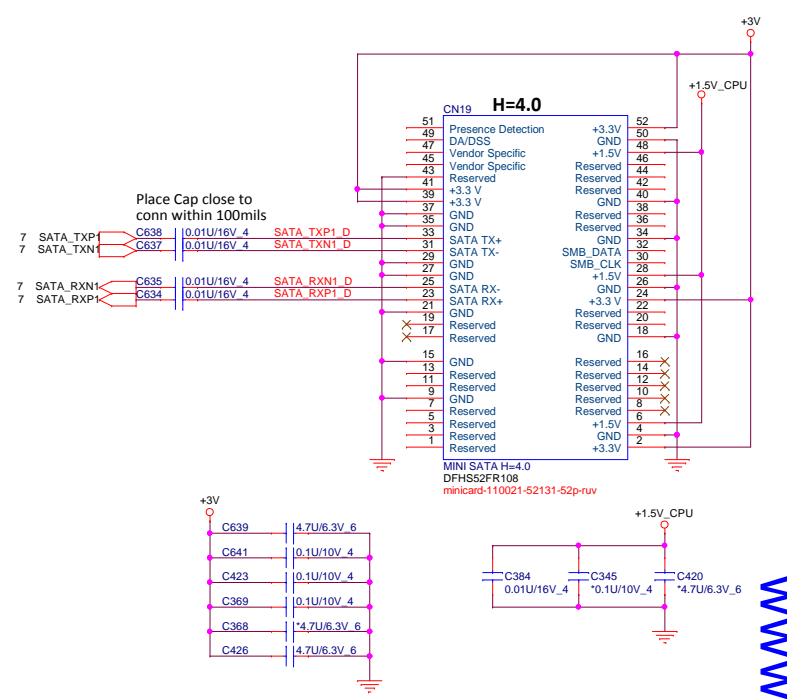 +3V
+1.5V_CPU
CN19
H=4.0
51 Presence Detection +3.3V 52
49 DA/DSS GND 50
47 Vendor Specific +1.5V 48
45 Vendor Specific Reserved 46
43 Reserved Reserved 44
41 +3.3 V Reserved 42
39 +3.3 V GND 40
37 GND Reserved 38
35 GND Reserved 36
33 SATA TX+ GND 34
31 SATA TX- SMB_DATA 32
29 GND SMB_CLK 30
27 GND +1.5V 28
25 SATA RX- GND 26
23 SATA RX+ +3.3 V 24
21 GND Reserved 22
19 Reserved Reserved 20
17 Reserved GND 18
15 GND Reserved 16
13 Reserved Reserved 14
11 Reserved Reserved 12
9 GND Reserved 10
7 Reserved Reserved 8
5 Reserved +1.5V 6
3 Reserved GND 4
1 Reserved +3.3V 2
MINI SATA H=4.0
DFHS52FR108
minicard-110021-52131-52p-ruv
Place Cap close to
conn within 100mils
7 SATA_TXP1 C638 0.01U/16V_4 SATA_TXP1_D
7 SATA_TXN1 C637 0.01U/16V_4 SATA_TXN1_D
7 SATA_RXN1 C635 0.01U/16V_4 SATA_RXN1_D
7 SATA_RXP1 C634 0.01U/16V_4 SATA_RXP1_D
+3V
C639 4.7U/6.3V_6
C641 0.1U/10V_4
C423 0.1U/10V_4
C369 0.1U/10V_4
C368 *4.7U/6.3V_6
C426 4.7U/6.3V_6
+1.5V_CPU
C384
0.01U/16V_4
C345
*0.1U/10V_4
C420
*4.7U/6.3V_6